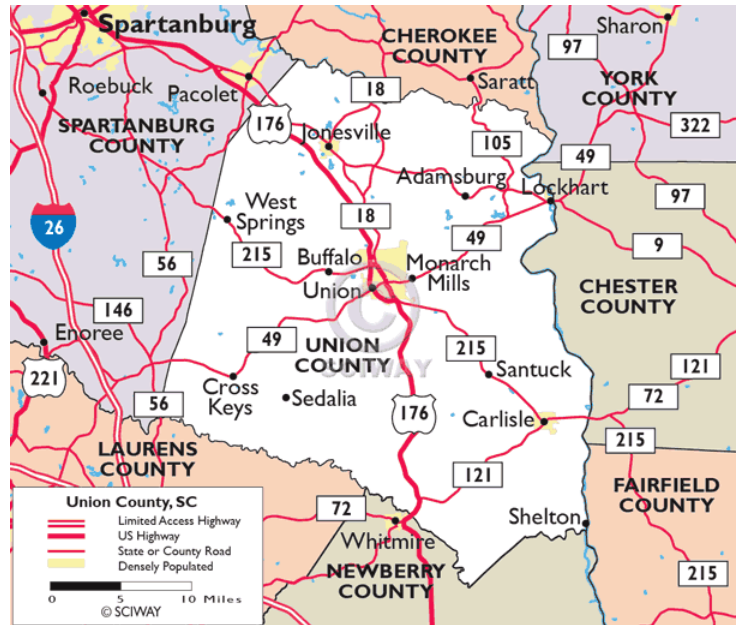 Spartanburg
CHEROKEE
COUNTY
Sharon
97
YORK
COUNTY
Roebuck
Pacolet
18
Saratt
SPARTANBURG
COUNTY
176
Jonesville
105
322
49
Adamsburg
Lockhart
97
West
Springs
18
26
215
49
9
Buffalo
Monarch
Mills
56
Union
CHESTER
COUNTY
146
Enoree
49
UNION
COUNTY
©
SCIWAY
215
Santuck
121
221
Cross
Keys
Sedalia
72
56
176
Carlisle
215
LAURENS
COUNTY
121
FAIRFIELD
COUNTY
Union County, SC
Limited Access Highway
US Highway
State or County Road
Densely Populated
0 5 10 Miles
© SCIWAY
72
Whitmire
Shelton
NEWBERRY
COUNTY
215